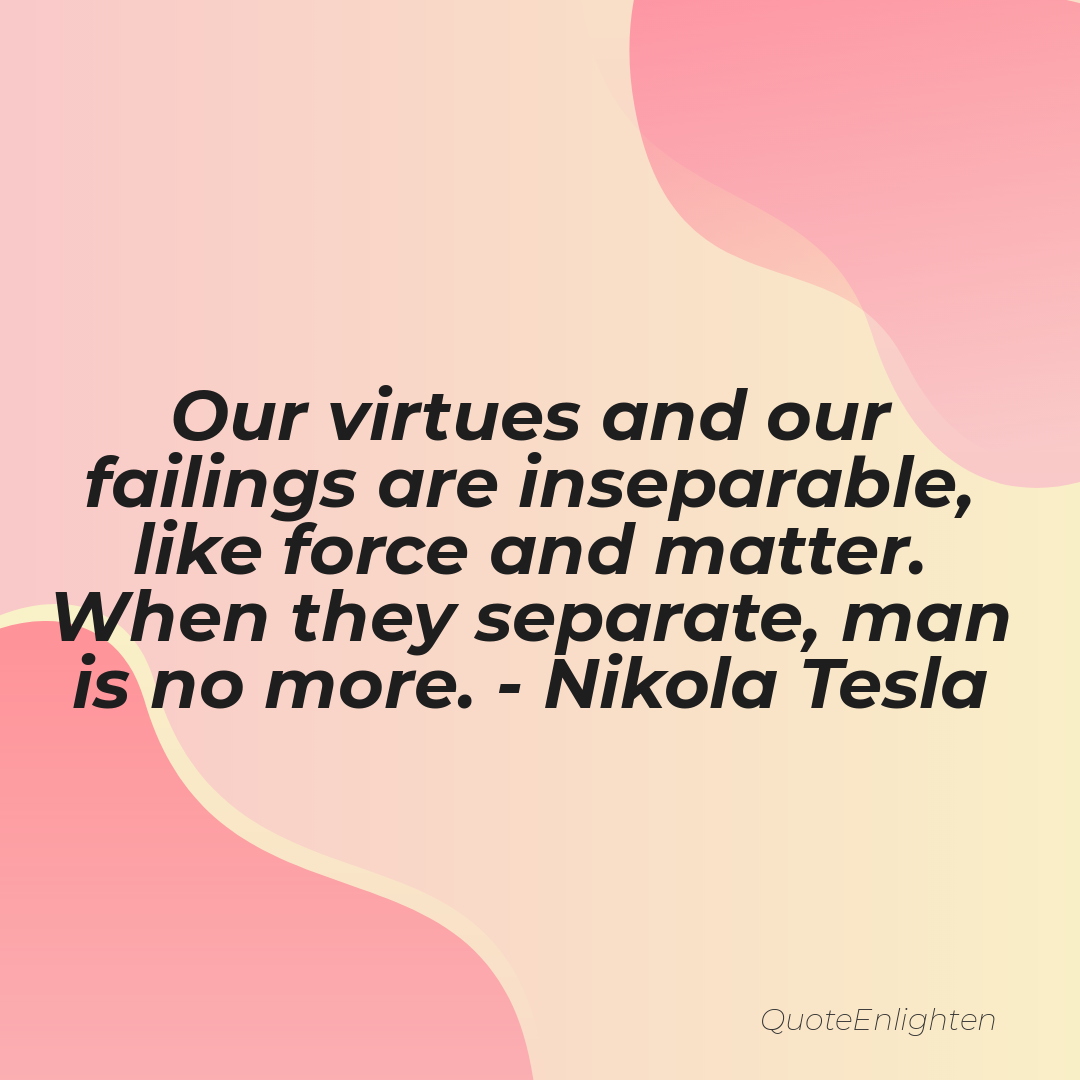 Our virtues and our
failings are inseparable,
like force and matter.
When they separate, man
is no more. - Nikola Tesla
QuoteEnlighten